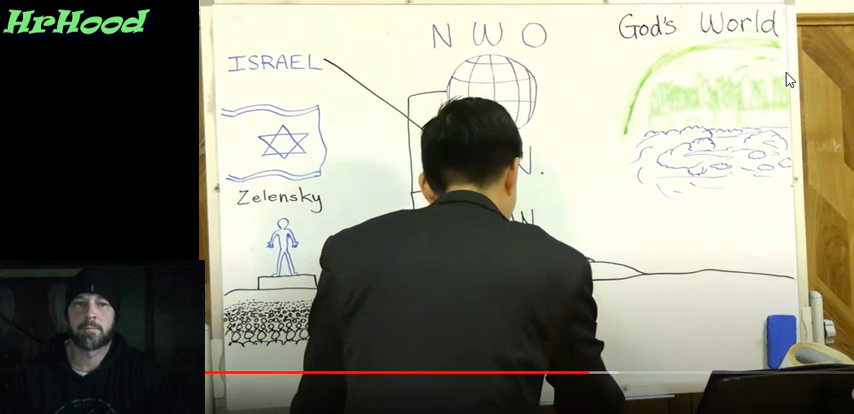 HrHood
N W O
God's World
ISRAEL
N.
Zelensky
N